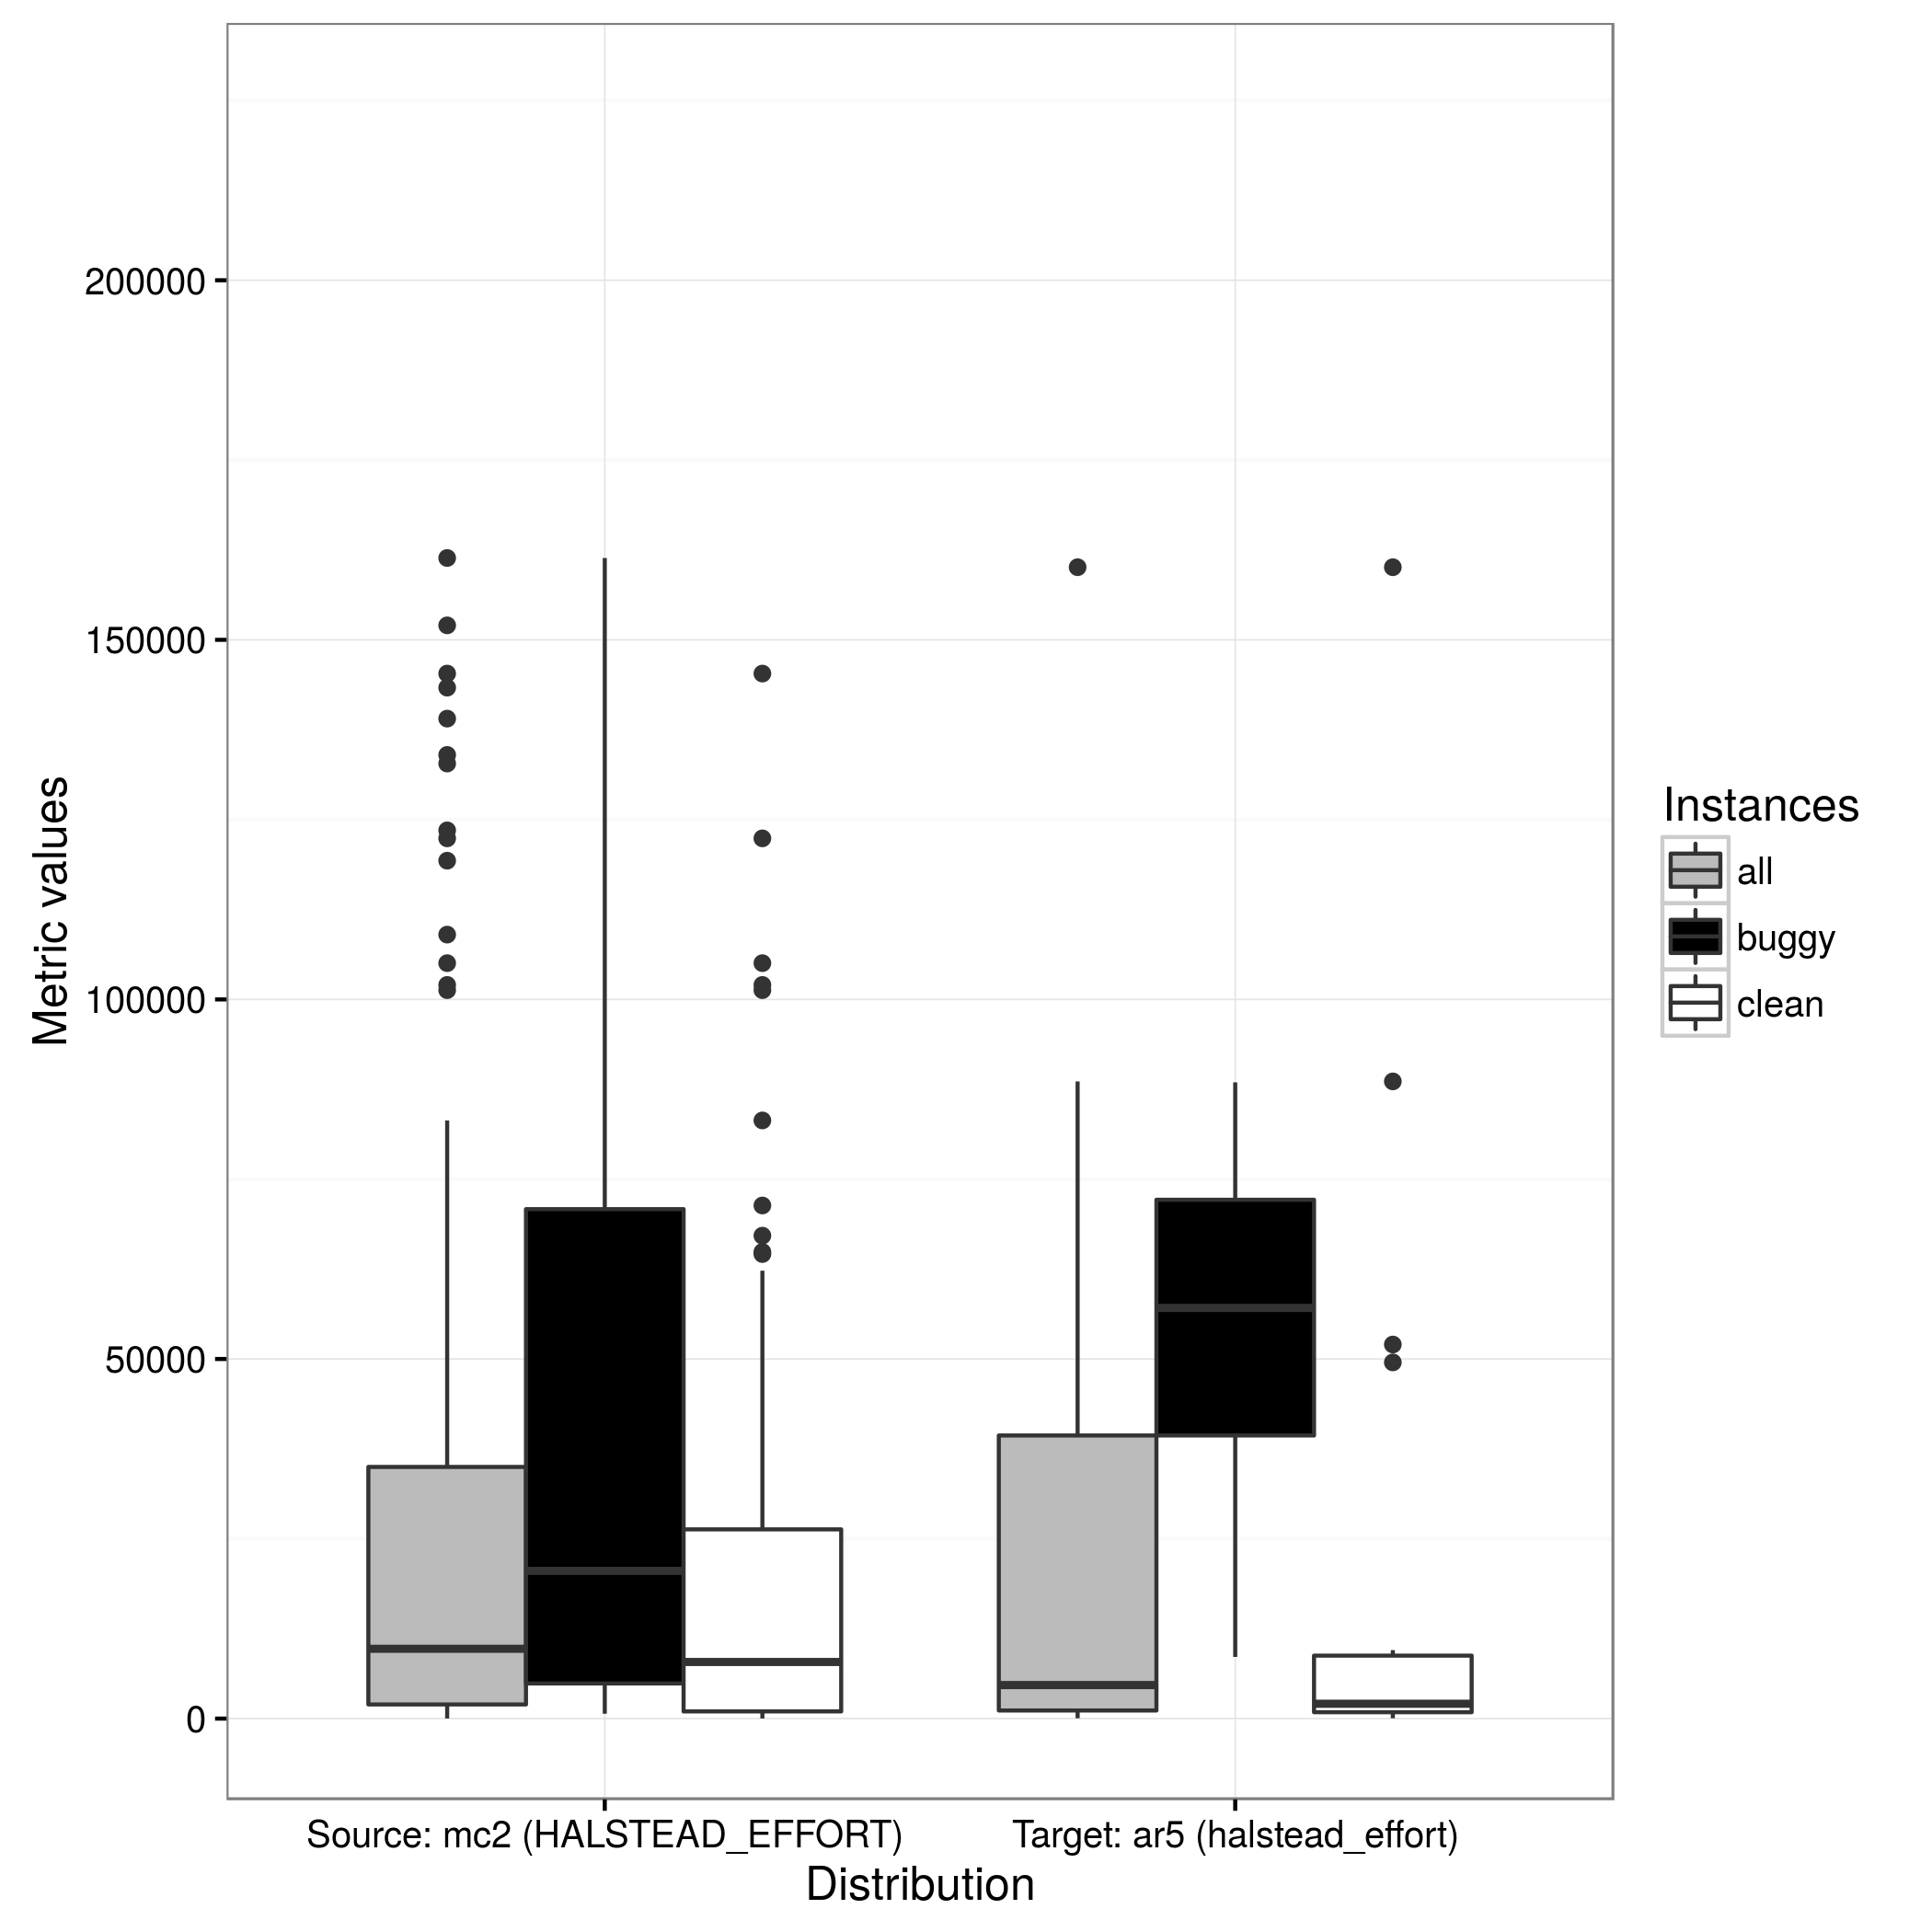 200000
150000
100000
50000
0
Metric values
Source: mc2 (HALSTEAD_EFFORT)
Target: ar5 (halstead_effort)
Distribution
Instances
all
buggy
clean